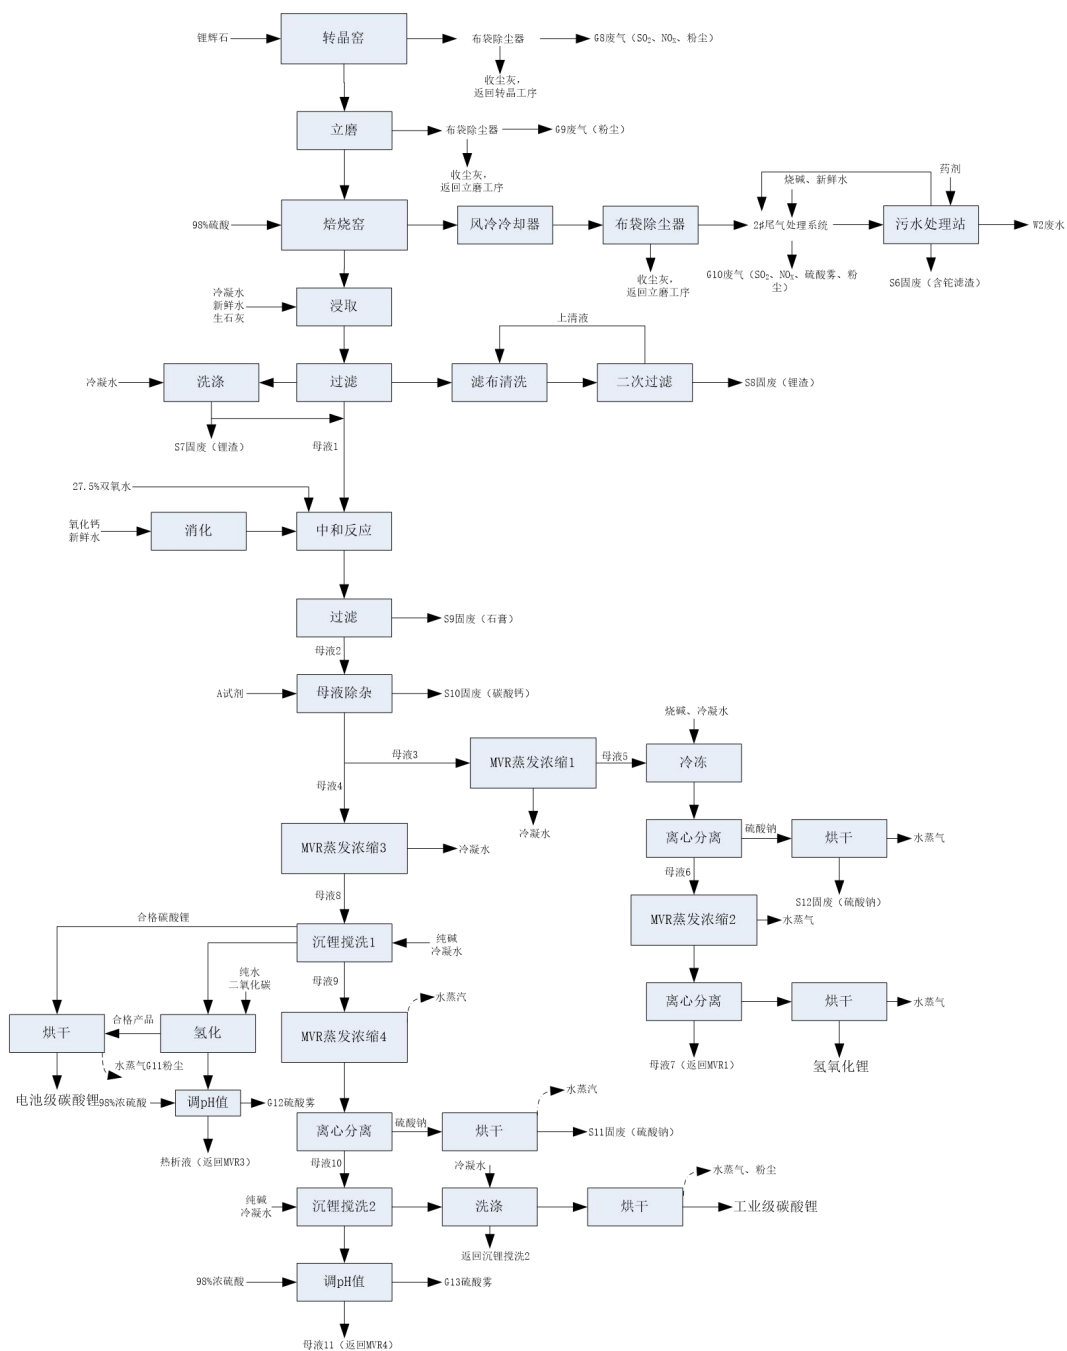 锂辉石
转晶窑
布袋除尘器
G8废气（SO₂、NOₓ、粉尘）
收尘灰，
返回转晶工序
立磨
布袋除尘器
G9废气（粉尘）
收尘灰，
返回立磨工序
药剂
烧碱、新鲜水
98%硫酸
焙烧窑
风冷冷却器
布袋除尘器
2#尾气处理系统
污水处理站
W2废水
收尘灰，
返回立磨工序
G10废气（SO₂、NOₓ、硫酸雾、粉
尘）
S6固废（含铊滤渣）
冷凝水
新鲜水
生石灰
浸取
上清液
冷凝水
洗涤
过滤
滤布清洗
二次过滤
S8固废（锂渣）
S7固废（锂渣）
母液1
27.5%双氧水
氧化钙
新鲜水
消化
中和反应
过滤
S9固废（石膏）
母液2
A试剂
母液除杂
S10固废（碳酸钙）
烧碱、冷凝水
母液3
MVR蒸发浓缩1
母液5
冷冻
母液4
冷凝水
MVR蒸发浓缩3
冷凝水
离心分离
硫酸钠
烘干
水蒸气
母液6
S12固废（硫酸钠）
母液8
MVR蒸发浓缩2
水蒸气
合格碳酸锂
沉锂搅洗1
纯碱
冷凝水
纯水
二氧化碳
母液9
水蒸汽
离心分离
烘干
水蒸气
烘干
合格产品
氢化
MVR蒸发浓缩4
水蒸气G11粉尘
母液7（返回MVR1）
氢氧化锂
电池级碳酸锂
98%浓硫酸
调pH值
G12硫酸雾
水蒸汽
离心分离
硫酸钠
烘干
S11固废（硫酸钠）
热析液（返回MVR3）
母液10
冷凝水
水蒸气、粉尘
纯碱
冷凝水
沉锂搅洗2
洗涤
烘干
工业级碳酸锂
返回沉锂搅洗2
98%浓硫酸
调pH值
G13硫酸雾
母液11（返回MVR4）